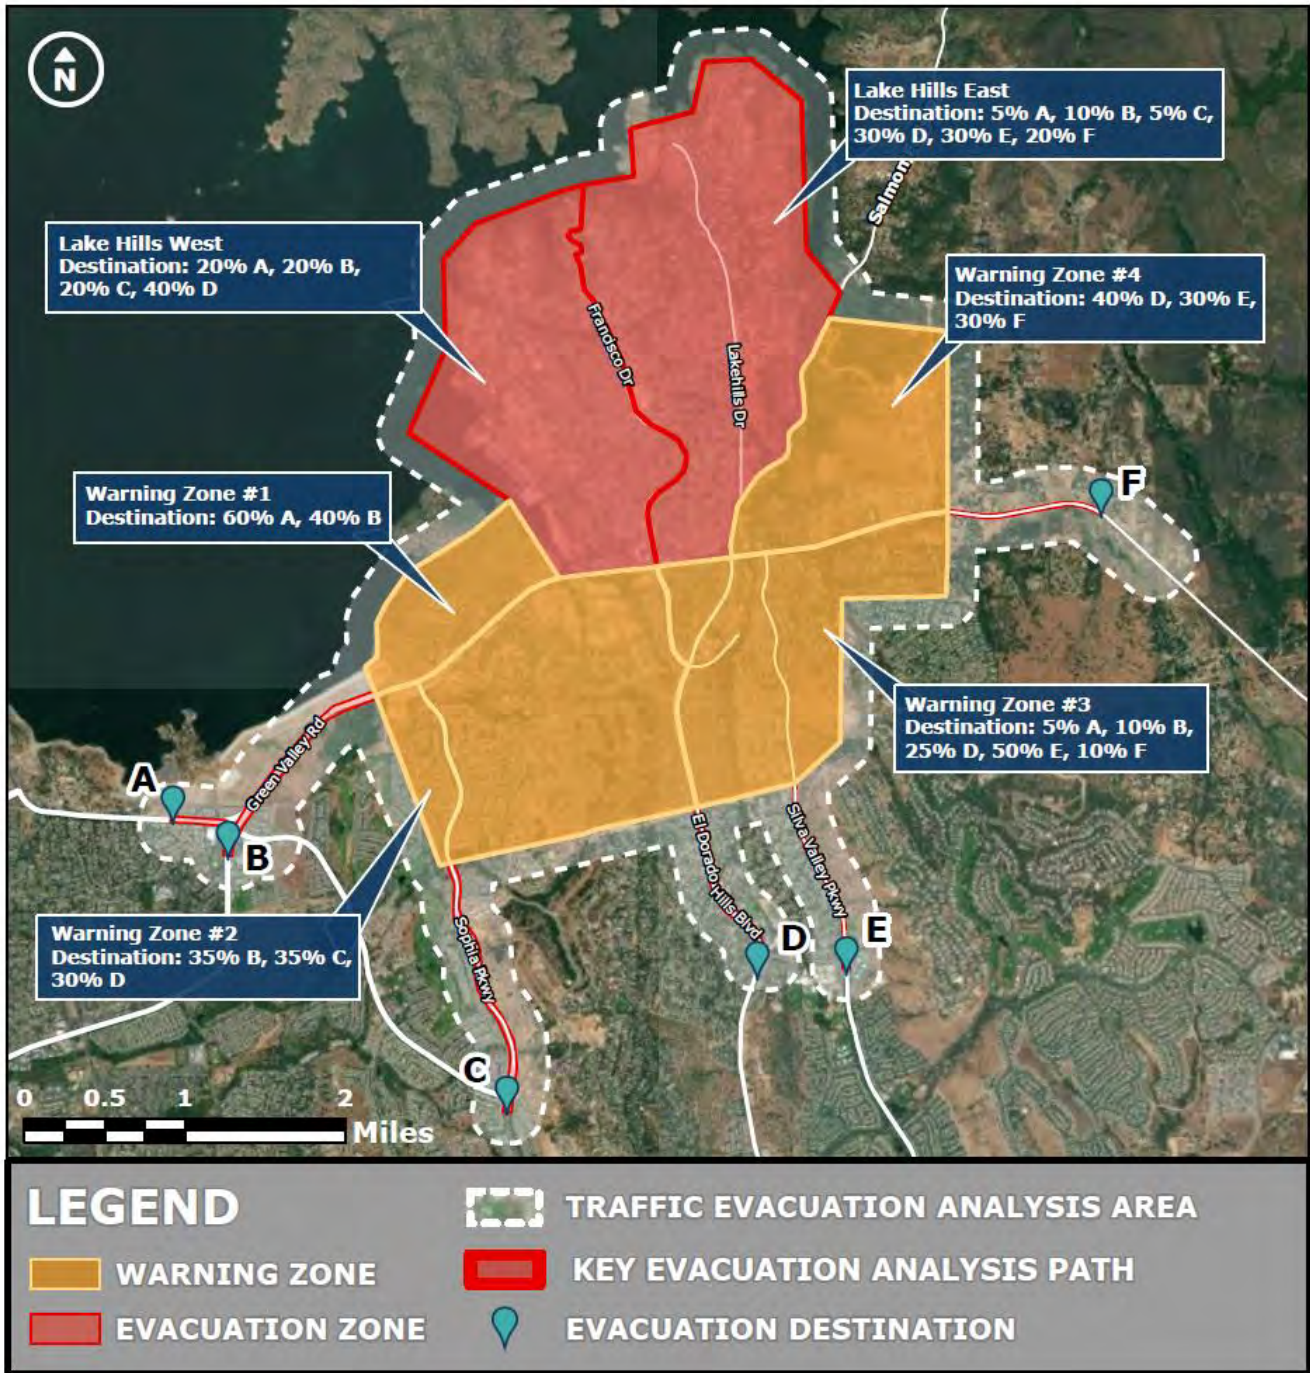 N
Lake Hills East
Destination: 5% A, 10% B, 5% C,
30% D, 30% E, 20% F
Salmon
Lake Hills West
Destination: 20% A, 20% B,
20% C, 40% D
Warning Zone #4
Destination: 40% D, 30% E,
30% F
Francisco Dr
Lakehills Dr
Warning Zone #1
Destination: 60% A, 40% B
F
Warning Zone #3
Destination: 5% A, 10% B,
25% D, 50% E, 10% F
Green Valley Rd
A
B
El Dorado Hills Blvd
Silva Valley Pkwy
Warning Zone #2
Destination: 35% B, 35% C,
30% D
Sophia Pkwy
D
E
C
0 0.5 1 2
Miles
LEGEND
TRAFFIC EVACUATION ANALYSIS AREA
WARNING ZONE
KEY EVACUATION ANALYSIS PATH
EVACUATION ZONE
EVACUATION DESTINATION